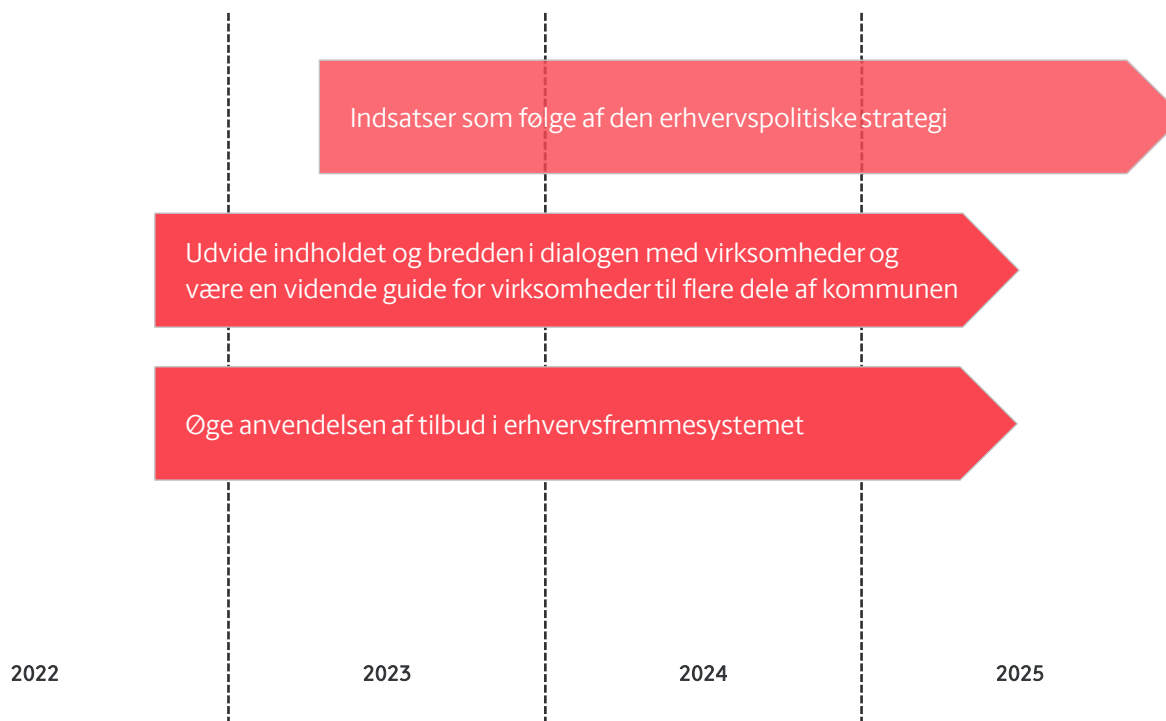 Indsatser som følge af den erhvervspolitiske strategi
Udvide indholdet og bredden i dialogen med virksomheder og
være en vidende guide for virksomheder til flere dele af kommunen
Øge anvendelsen af tilbud i erhvervsfremmesystemet
2022
2023
2024
2025